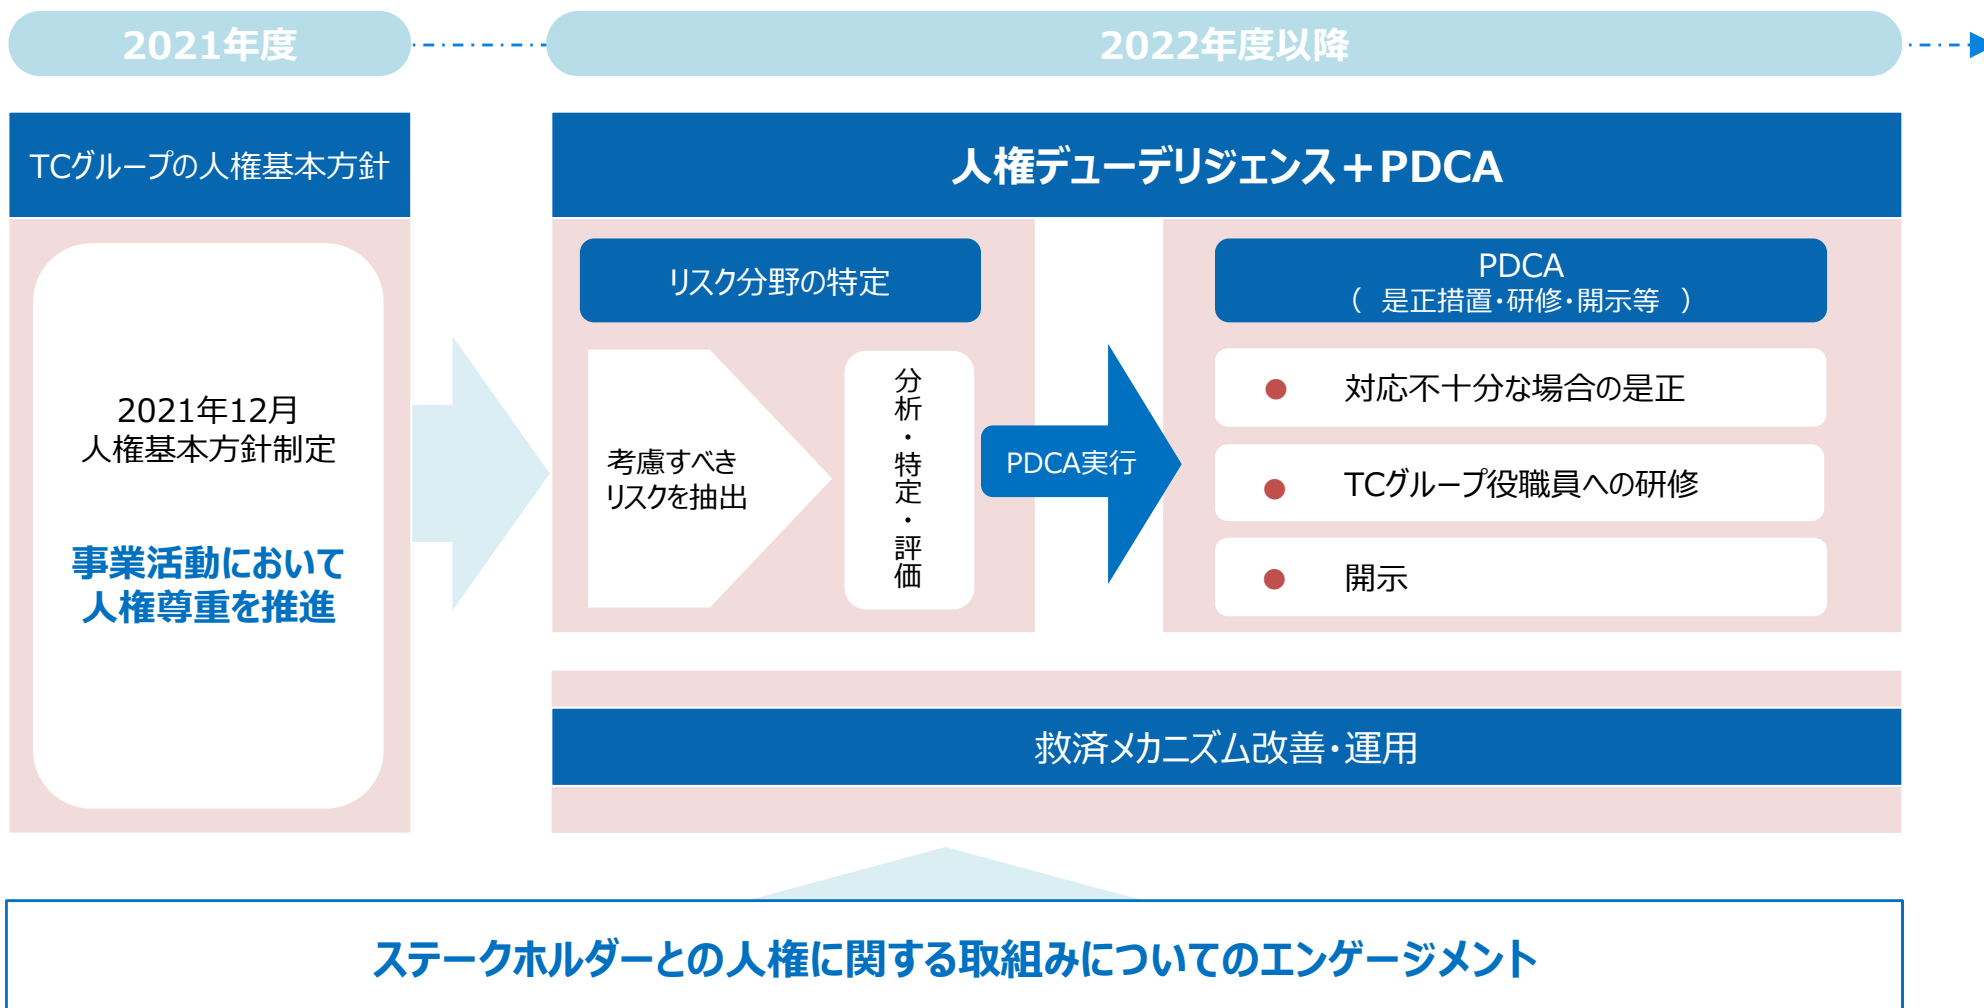 2021年度
2022年度以降
TCグループの人権基本方針
人権デューデリジェンス＋PDCA
2021年12月
人権基本方針制定
事業活動において
人権尊重を推進
リスク分野の特定
考慮すべき
リスクを抽出
分析・特定・評価
PDCA実行
PDCA
（　是正措置・研修・開示等　）
● 対応不十分な場合の是正
● TCグループ役職員への研修
● 開示
救済メカニズム改善・運用
ステークホルダーとの人権に関する取組みについてのエンゲージメント